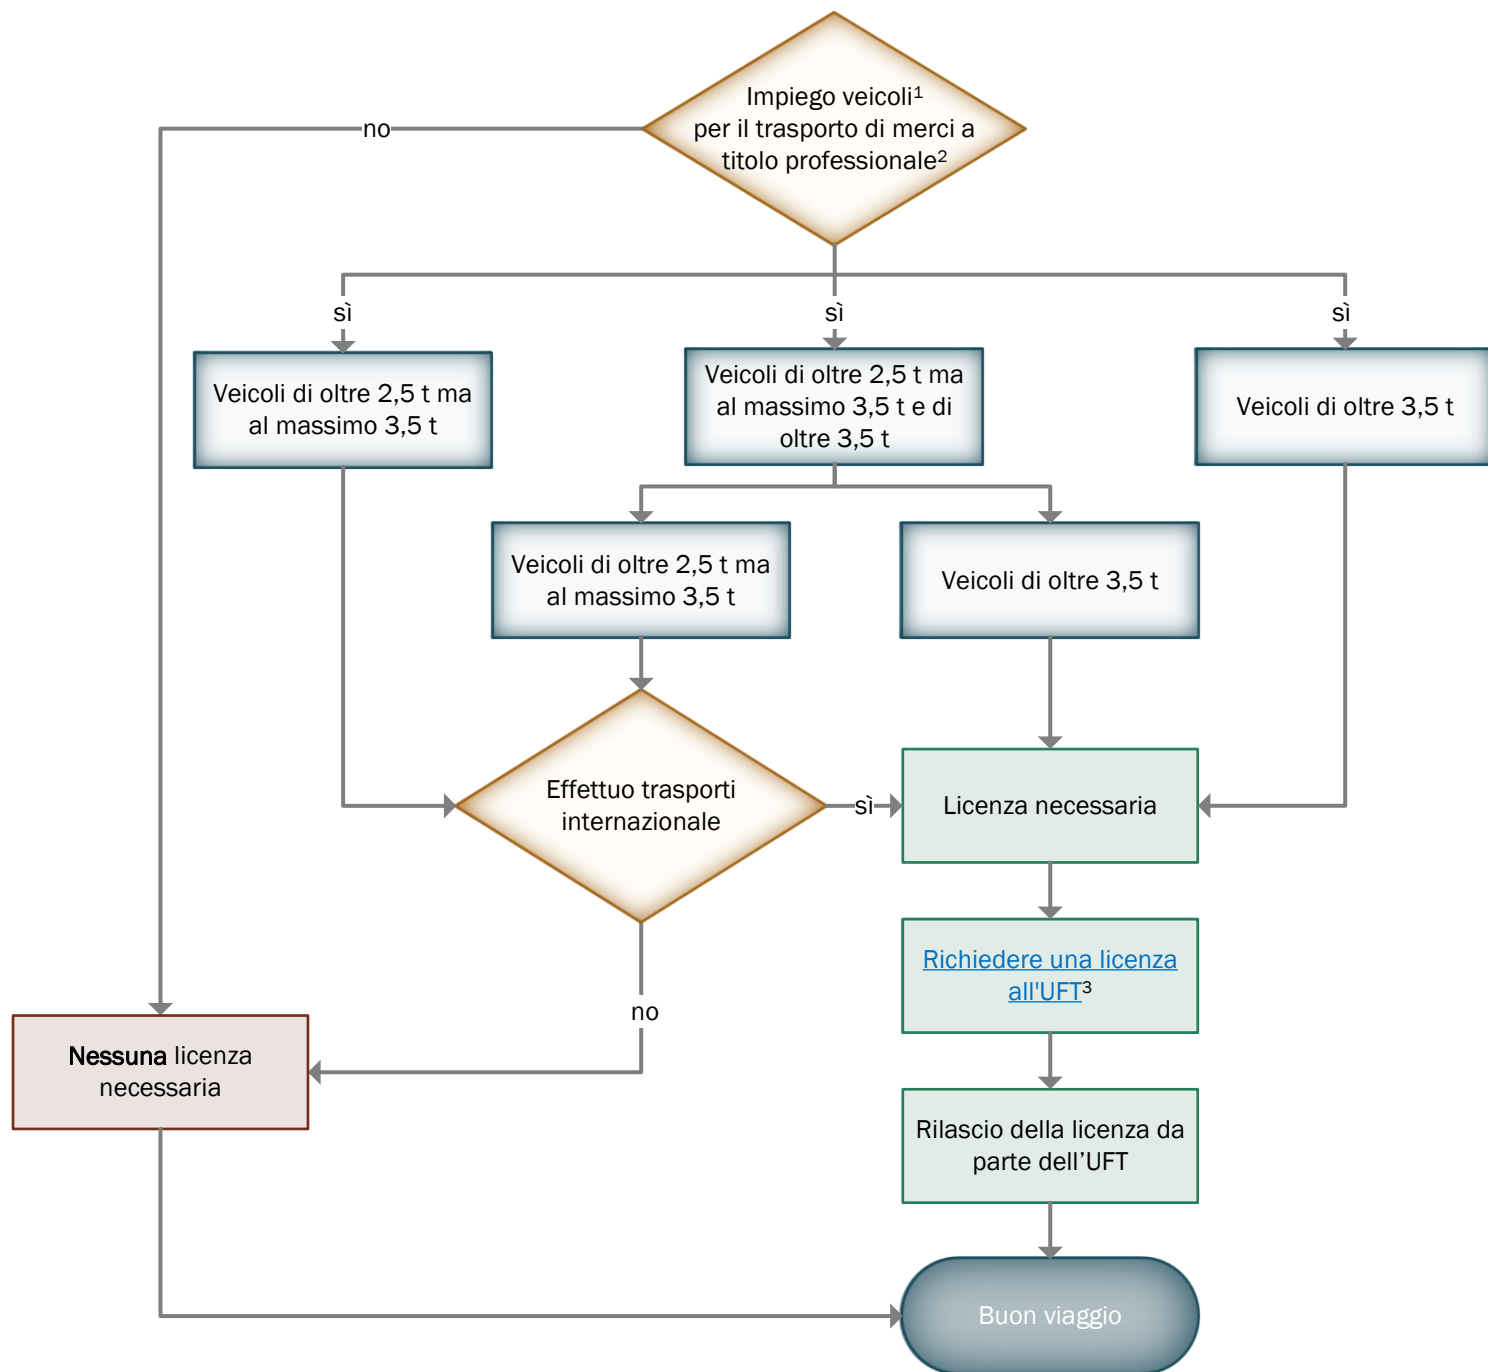 Impiego veicoli¹
per il trasporto di merci a
titolo professionale²
no
sì
sì
sì
Veicoli di oltre 2,5 t ma
al massimo 3,5 t
Veicoli di oltre 2,5 t ma
al massimo 3,5 t e di
oltre 3,5 t
Veicoli di oltre 3,5 t
Veicoli di oltre 2,5 t ma
al massimo 3,5 t
Veicoli di oltre 3,5 t
Effettuo trasporti
internazionale
sì
Licenza necessaria
Richiedere una licenza
all'UFT³
no
Nessuna licenza
necessaria
Rilascio della licenza da
parte dell’UFT
Buon viaggio